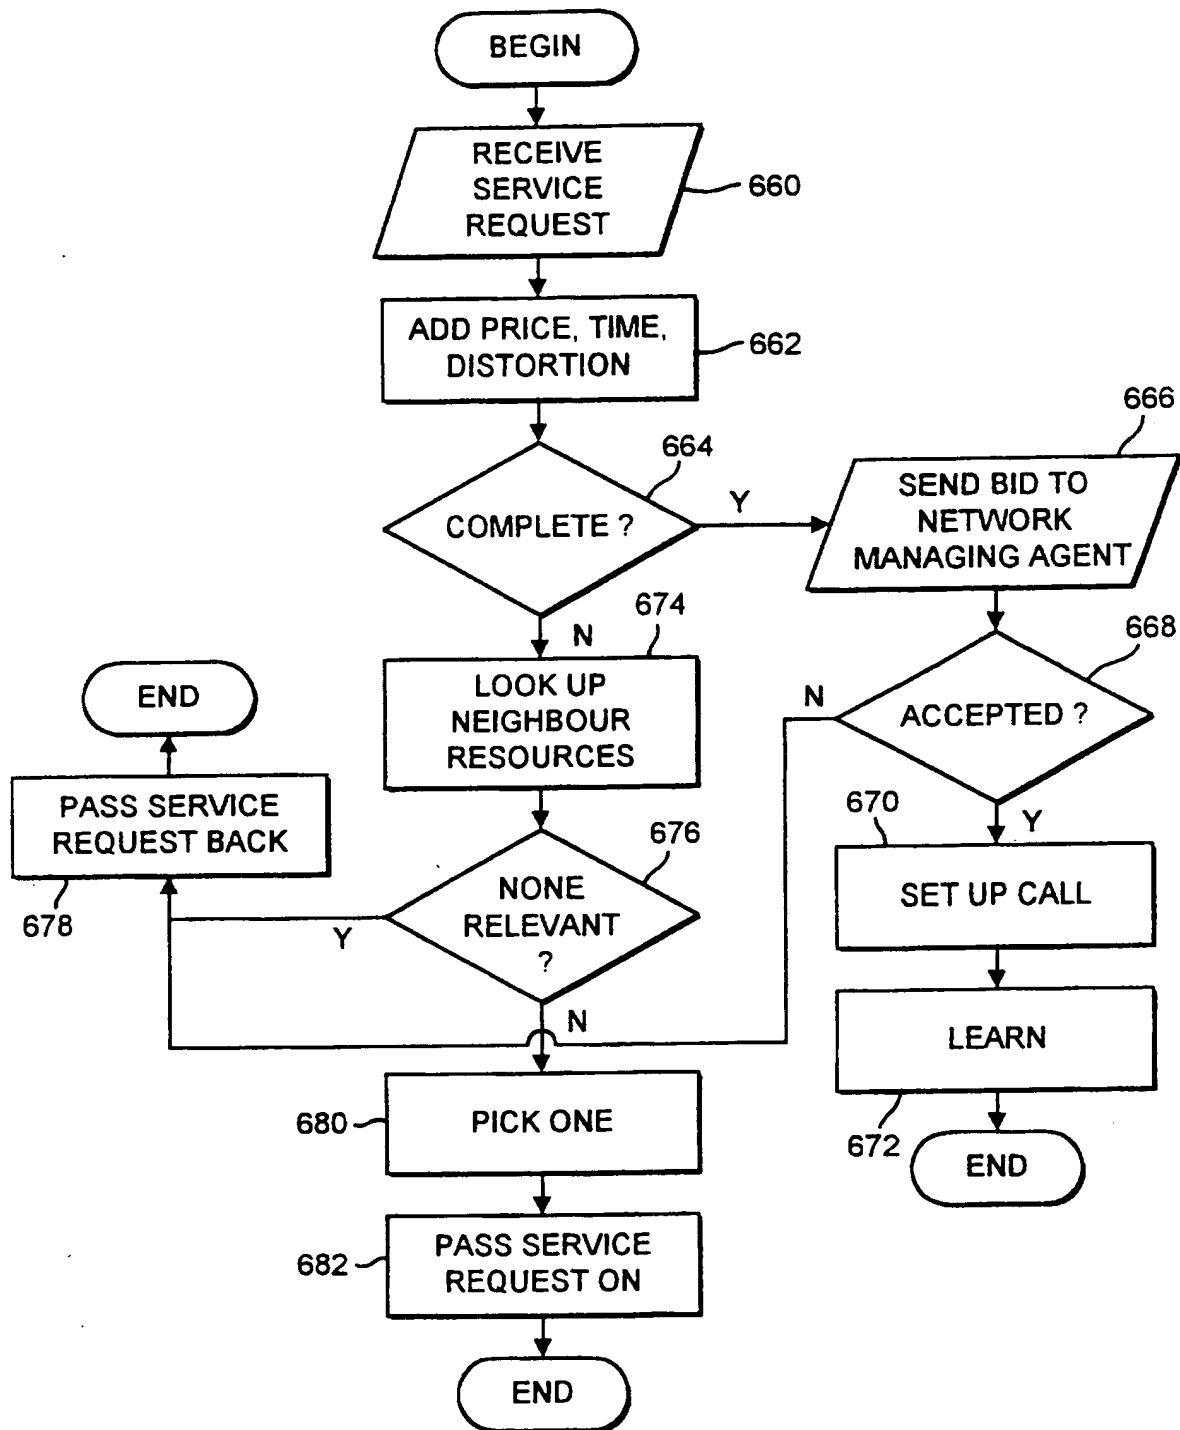 BEGIN
RECEIVE
SERVICE
REQUEST
660
ADD PRICE, TIME,
DISTORTION
662
664
COMPLETE ?
Y
N
666
SEND BID TO
NETWORK
MANAGING AGENT
668
ACCEPTED ?
N
Y
670
SET UP CALL
LEARN
672
END
674
LOOK UP
NEIGHBOUR
RESOURCES
676
NONE
RELEVANT
?
Y
N
END
PASS SERVICE
REQUEST BACK
678
PICK ONE
680
PASS SERVICE
REQUEST ON
682
END